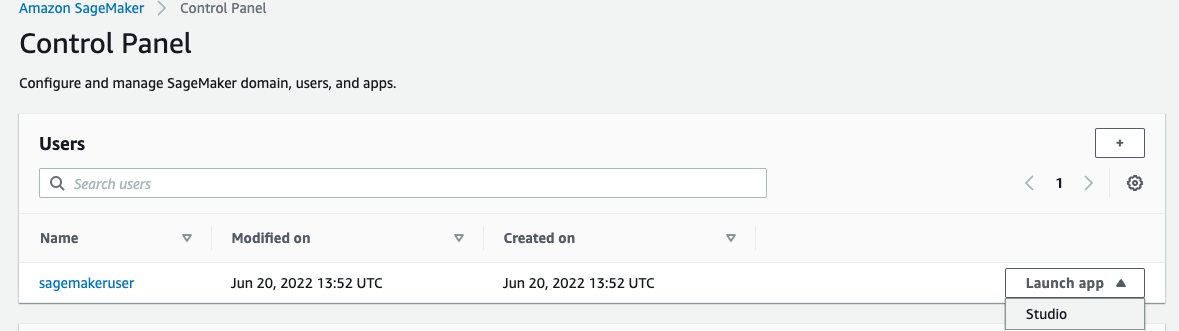 Amazon SageMaker > Control Panel
Control Panel
Configure and manage SageMaker domain, users, and apps.
Users
+
Search users
< 1 >
Name Modified on Created on
sagemakeruser Jun 20, 2022 13:52 UTC Jun 20, 2022 13:52 UTC Launch app
Studio